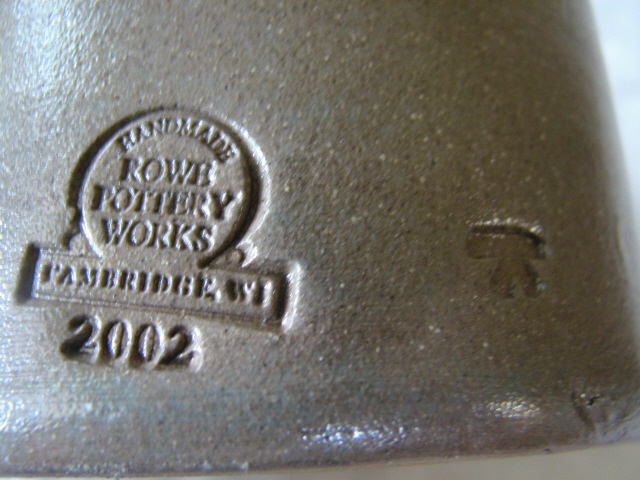 HANDMADE
ROWE
POTTERY
WORKS
CAMBRIDGE, WI
2002